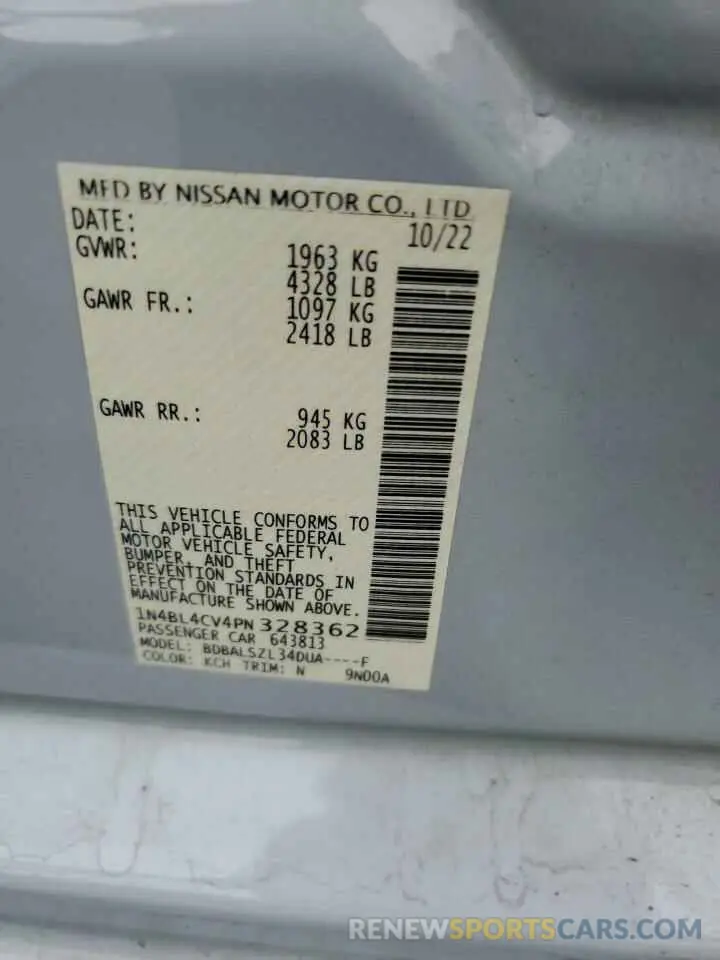 MFD BY NISSAN MOTOR CO., LTD
DATE: 10/22
GVWR: 1963 KG
4328 LB
GAWR FR.: 1097 KG
2418 LB
GAWR RR.: 945 KG
2083 LB
THIS VEHICLE CONFORMS TO
ALL APPLICABLE FEDERAL
MOTOR VEHICLE SAFETY,
BUMPER, AND THEFT
PREVENTION STANDARDS IN
EFFECT ON THE DATE OF
MANUFACTURE SHOWN ABOVE.
1N4BL4CV4PN328362
PASSENGER CAR 643813
MODEL: BDBALSZL34DUA----F
COLOR: KCH TRIM: N 9N00A
RENEWSPORTSCARS.COM